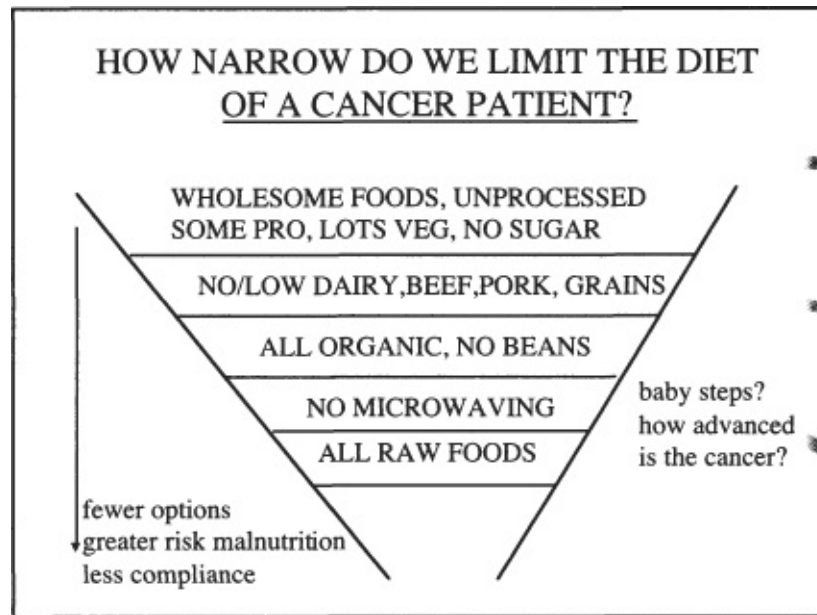 HOW NARROW DO WE LIMIT THE DIET
OF A CANCER PATIENT?
WHOLESOME FOODS, UNPROCESSED
SOME PRO, LOTS VEG, NO SUGAR
NO/LOW DAIRY,BEEF,PORK, GRAINS
ALL ORGANIC, NO BEANS
NO MICROWAVING
ALL RAW FOODS
baby steps?
how advanced
is the cancer?
fewer options
greater risk malnutrition
less compliance